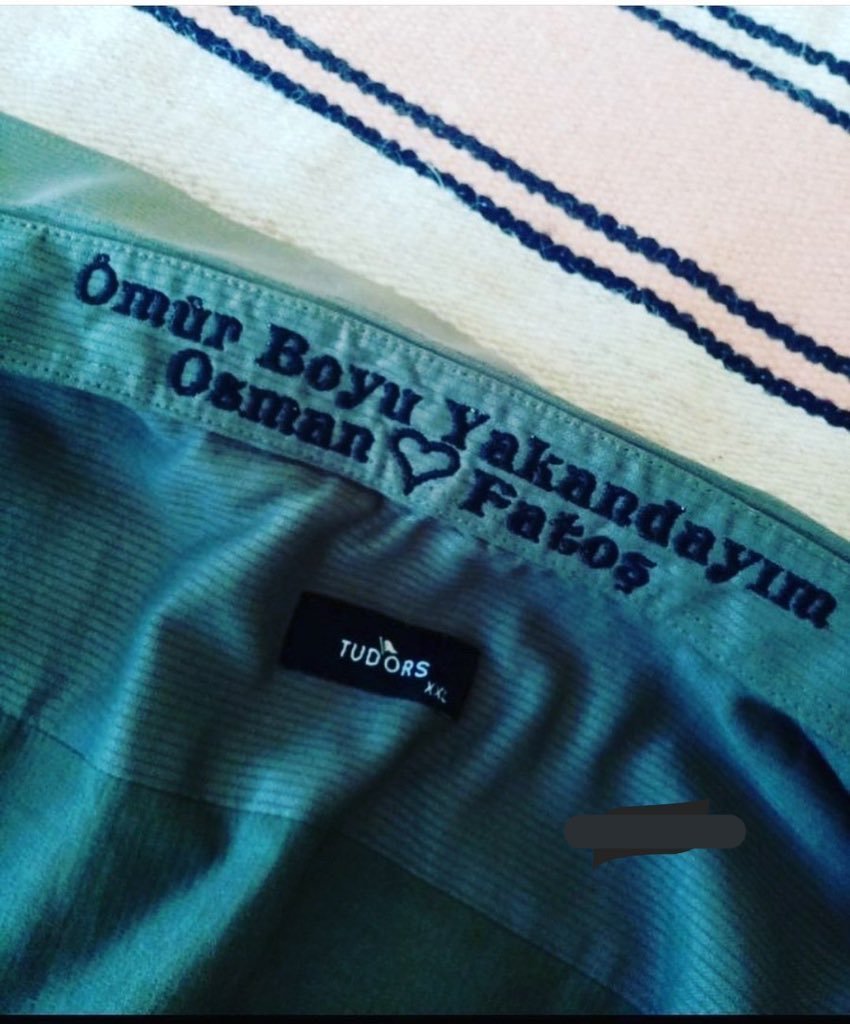 Ömür Boyu Yakandayım
Osman ♡ Fatoş
TUDORS
XXL